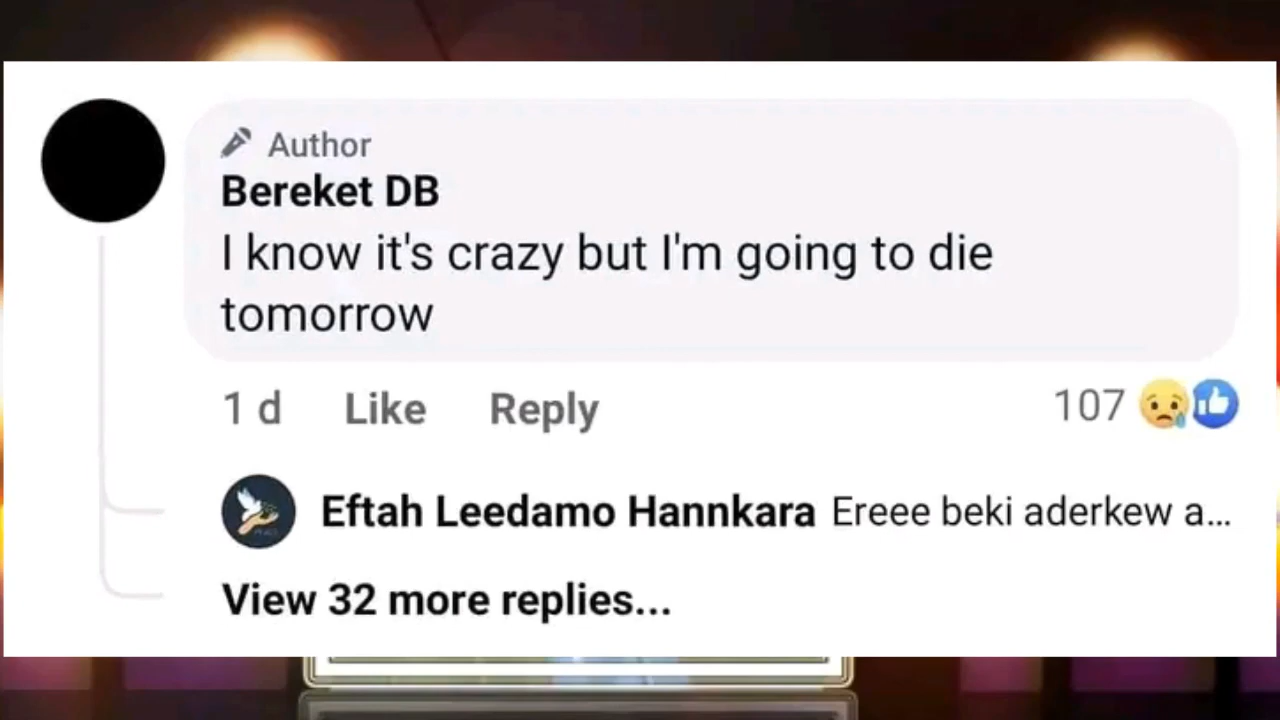 Author
Bereket DB
I know it's crazy but I'm going to die
tomorrow
1 d Like Reply 107
Eftah Leedamo Hannkara Ereee beki aderkew a...
View 32 more replies...